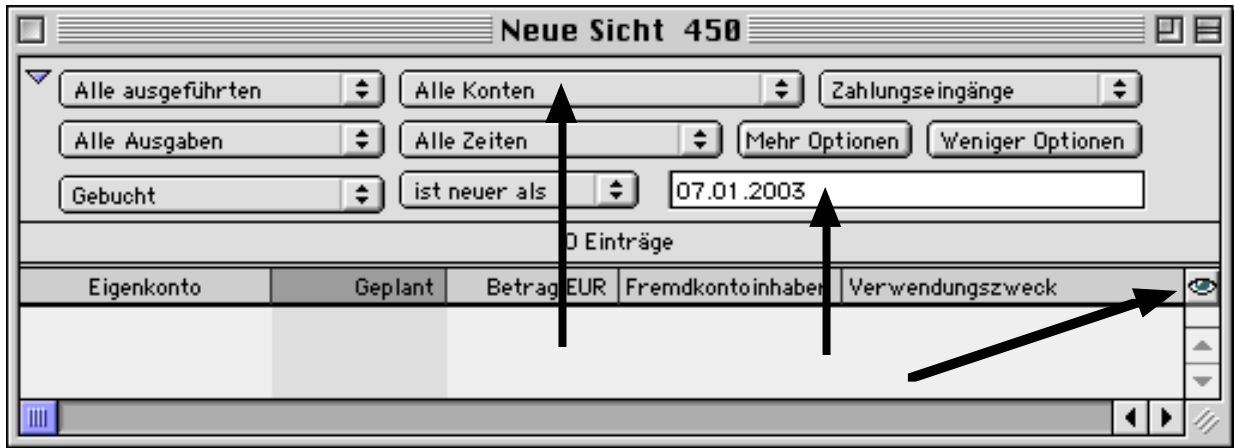 Neue Sicht 450
Alle ausgeführten Alle Konten Zahlungseingänge
Alle Ausgaben Alle Zeiten Mehr Optionen Weniger Optionen
Gebucht ist neuer als 07.01.2003
0 Einträge
Eigenkonto Geplant Betrag EUR Fremdkontoinhaber Verwendungszweck